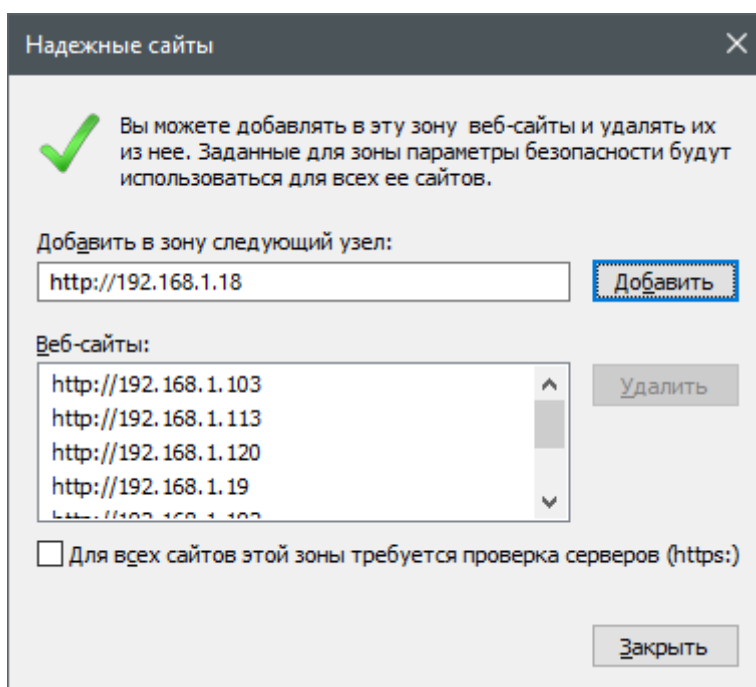 Надежные сайты
Вы можете добавлять в эту зону веб-сайты и удалять их
из нее. Заданные для зоны параметры безопасности будут
использоваться для всех ее сайтов.
Добавить в зону следующий узел:
http://192.168.1.18
Добавить
Веб-сайты:
http://192.168.1.103
Удалить
http://192.168.1.113
http://192.168.1.120
http://192.168.1.19
Для всех сайтов этой зоны требуется проверка серверов (https:)
Закрыть